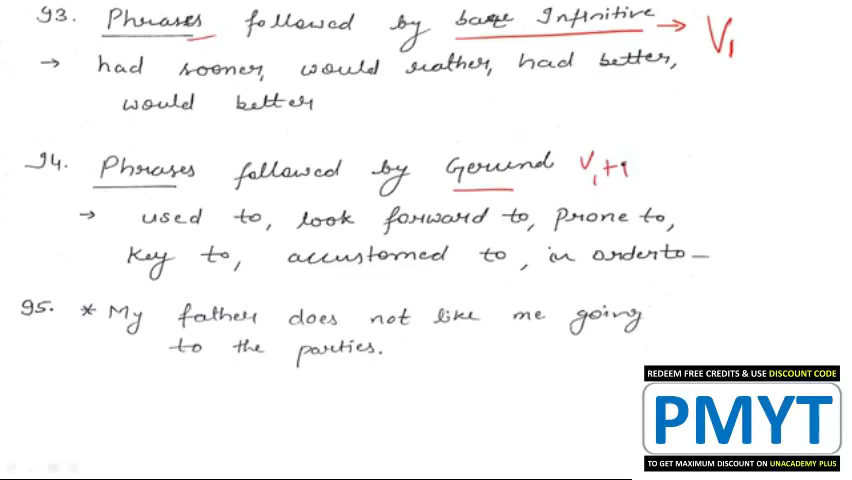 93. Phrases followed by bare Infinitive → V1
→ had sooner, would rather, had better,
would better
94. Phrases followed by Gerund V1+i
→ used to, look forward to, prone to,
key to, accustomed to, in order to –
95. * My father does not like me going
to the parties.
REDEEM FREE CREDITS & USE DISCOUNT CODE
PMYT
TO GET MAXIMUM DISCOUNT ON UNACADEMY PLUS